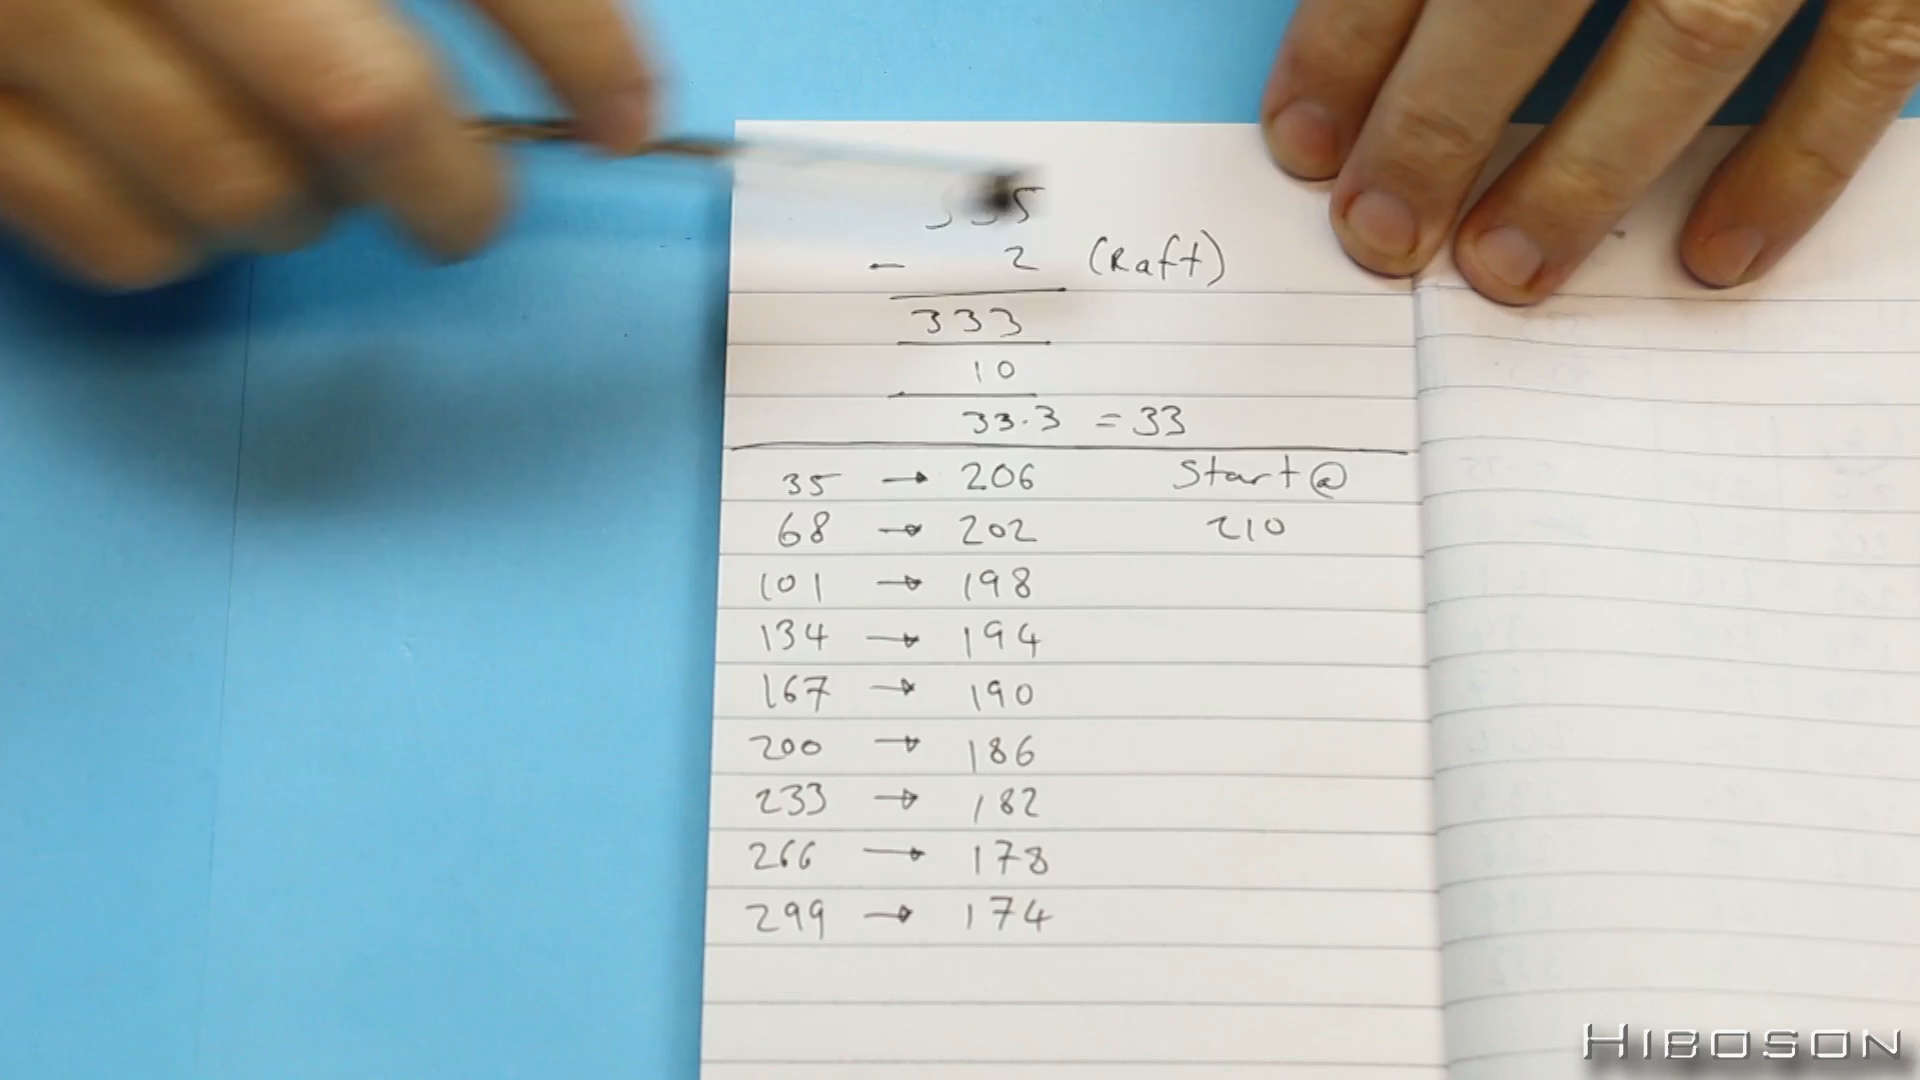 335
- 2 (Raft)
333
10
33.3 = 33
35 → 206 Start @
68 → 202 210
101 → 198
134 → 194
167 → 190
200 → 186
233 → 182
266 → 178
299 → 174
HIBOSON